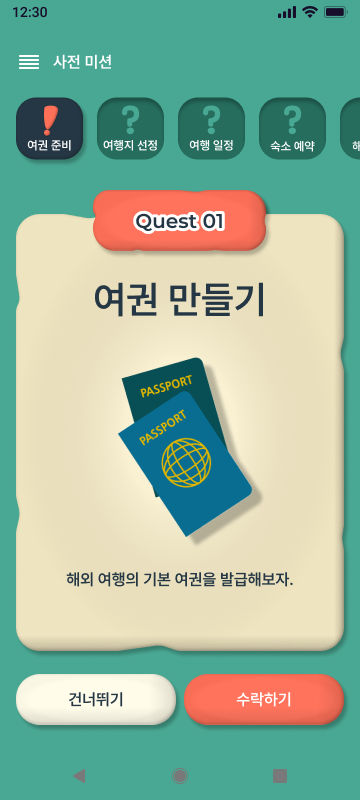 12:30
사전 미션
여권 준비
여행지 선정
여행 일정
숙소 예약
Quest 01
여권 만들기
PASSPORT
PASSPORT
해외 여행의 기본 여권을 발급해보자.
건너뛰기
수락하기